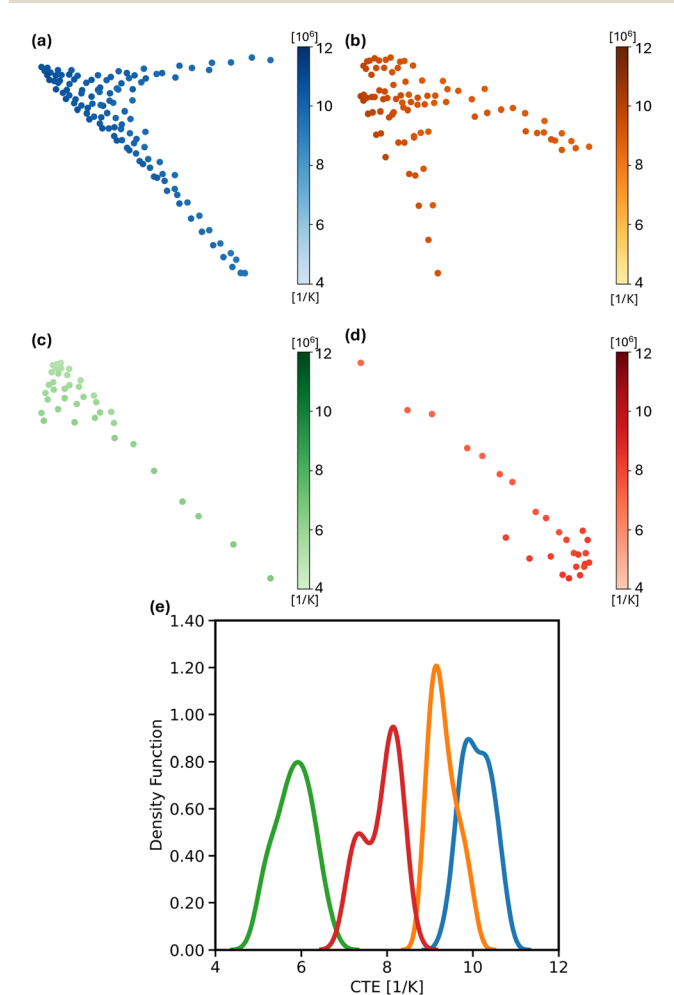 (a) [10⁶] (b) [10⁶]
12 12
10 10
8 8
6 6
4 4
[1/K] [1/K]
(c) [10⁶] (d) [10⁶]
12 12
10 10
8 8
6 6
4 4
[1/K] [1/K]
(e)
1.40
1.20
1.00
0.80
0.60
0.40
0.20
0.00
Density Function
4 6 8 10 12
CTE [1/K]